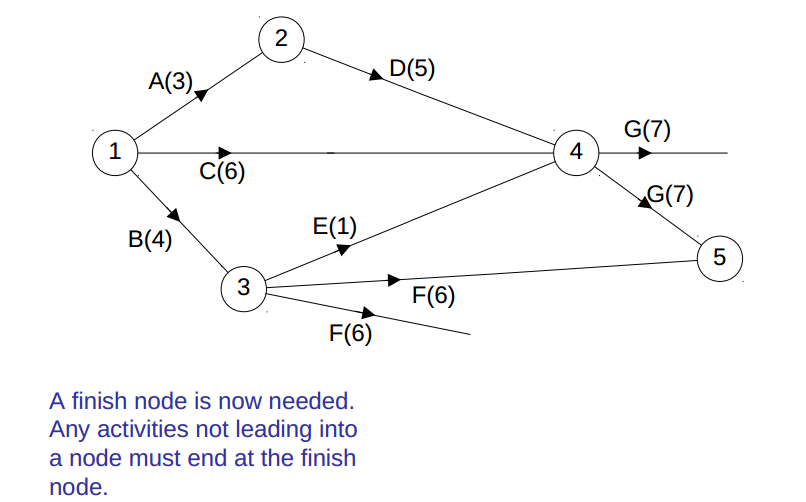 2
A(3)
D(5)
1
C(6)
4
G(7)
G(7)
B(4)
E(1)
3
F(6)
5
F(6)
A finish node is now needed.
Any activities not leading into
a node must end at the finish
node.